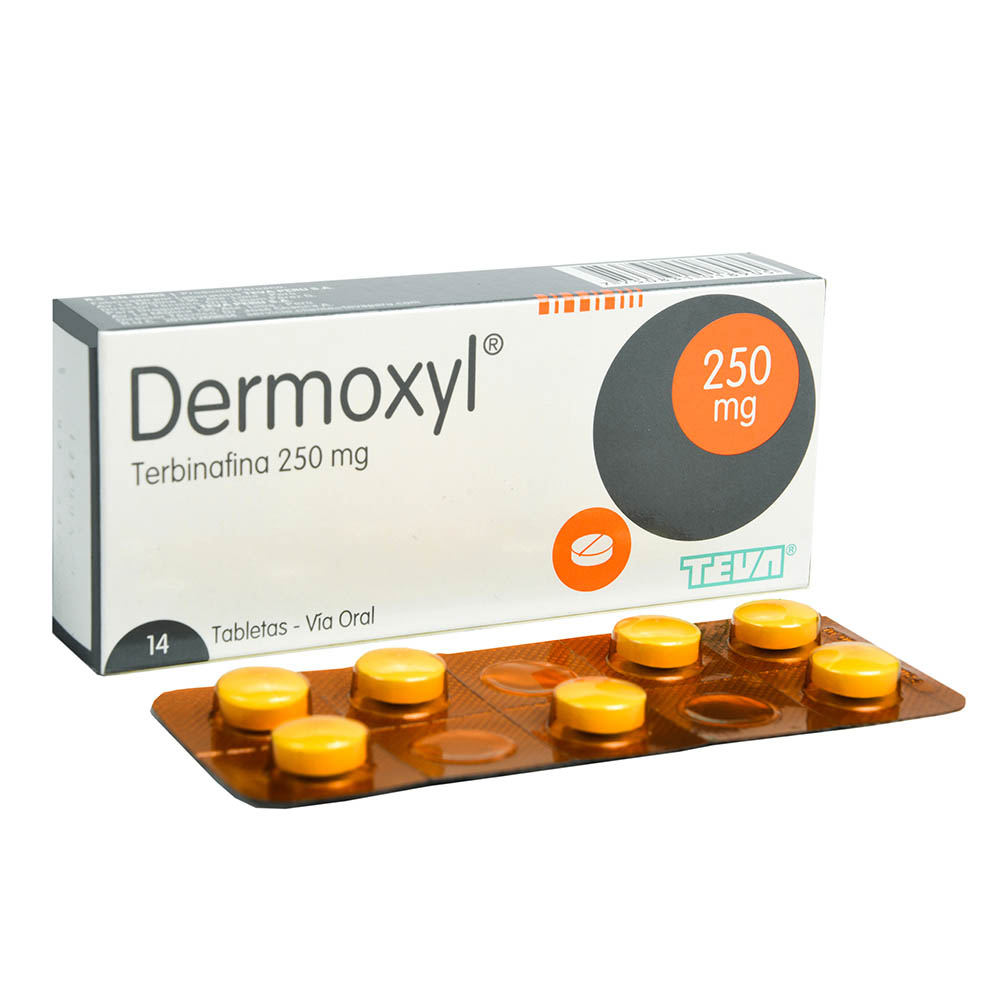 Dermoxyl®
Terbinafina 250 mg
250
mg
TEVA®
14
Tabletas - Vía Oral